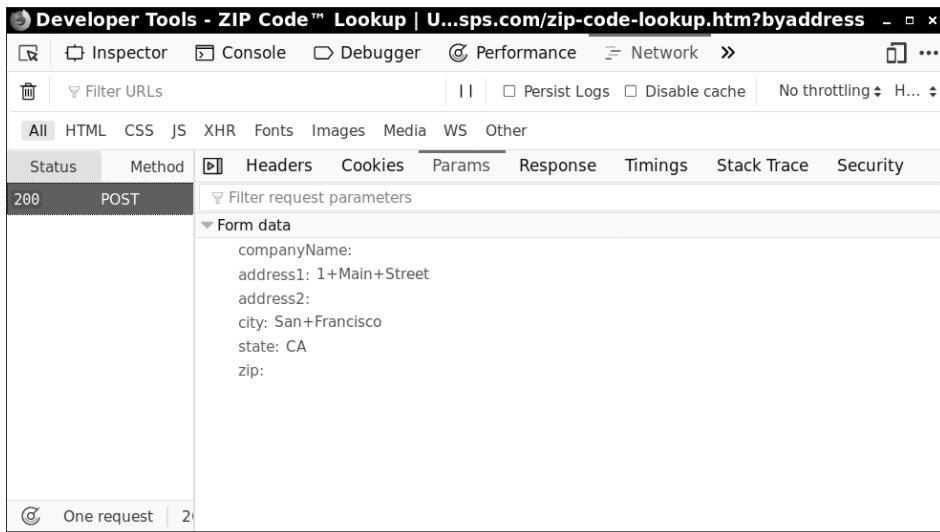 Developer Tools - ZIP Code™ Lookup | U...sps.com/zip-code-lookup.htm?byaddress
Inspector Console Debugger Performance Network
Filter URLs Persist Logs Disable cache No throttling H...
All HTML CSS JS XHR Fonts Images Media WS Other
Status Method Headers Cookies Params Response Timings Stack Trace Security
200 POST Filter request parameters
Form data
companyName:
address1: 1+Main+Street
address2:
city: San+Francisco
state: CA
zip:
One request